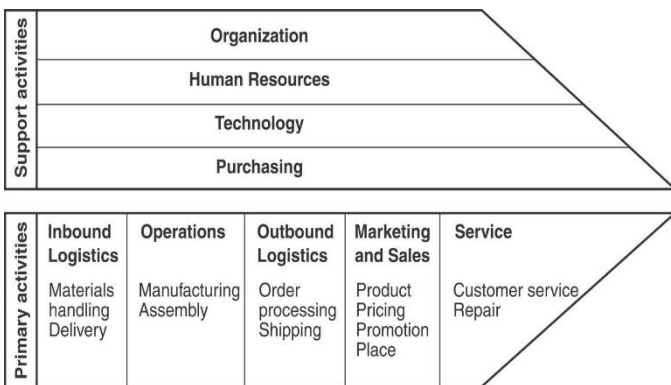 Support activities
Organization
Human Resources
Technology
Purchasing
Primary activities
Inbound
Logistics
Materials
handling
Delivery
Operations
Manufacturing
Assembly
Outbound
Logistics
Order
processing
Shipping
Marketing
and Sales
Product
Pricing
Promotion
Place
Service
Customer service
Repair